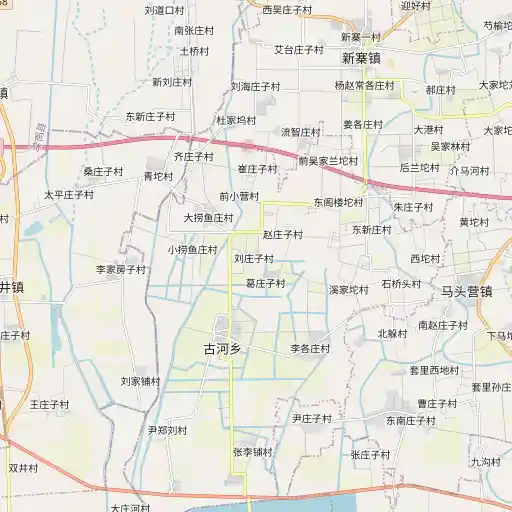 刘道口村
西吴庄子村
迎好村
南张庄村
新寨一村
土桥村
艾台庄子村
新寨镇
新刘庄村
刘海庄子村
杨赵常各庄村
郝庄村
东新庄子村
杜家坞村
流智庄村
姜各庄村
大港村
吴家林村
齐庄子村
前吴家兰坨村
崔庄子村
后兰坨村
介马河村
桑庄子村
青坨村
太平庄子村
前小营村
东阁楼坨村
朱庄子村
大捞鱼庄村
黄坨村
赵庄子村
东新庄村
小捞鱼庄村
刘庄子村
西坨村
李家房子村
葛庄子村
溪家坨村
石桥头村
井镇
马头营镇
南赵庄子村
北躲村
古河乡
李各庄村
套里西地村
刘家铺村
套里孙庄
王庄子村
曹庄子村
尹庄子村
东南庄子村
尹郑刘村
张李铺村
张庄子村
九沟村
双井村
大庄河村